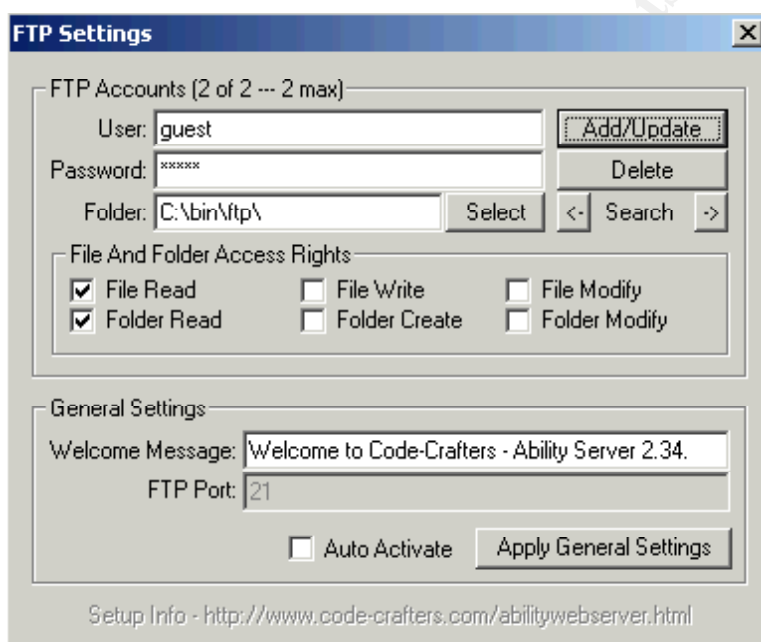 FTP Settings
FTP Accounts (2 of 2 --- 2 max)
User: guest Add/Update
Password: ***** Delete
Folder: C:\bin\ftp\ Select <- Search ->
File And Folder Access Rights
File Read File Write File Modify
Folder Read Folder Create Folder Modify
General Settings
Welcome Message: Welcome to Code-Crafters - Ability Server 2.34.
FTP Port: 21
Auto Activate Apply General Settings
Setup Info - http://www.code-crafters.com/abilitywebserver.html